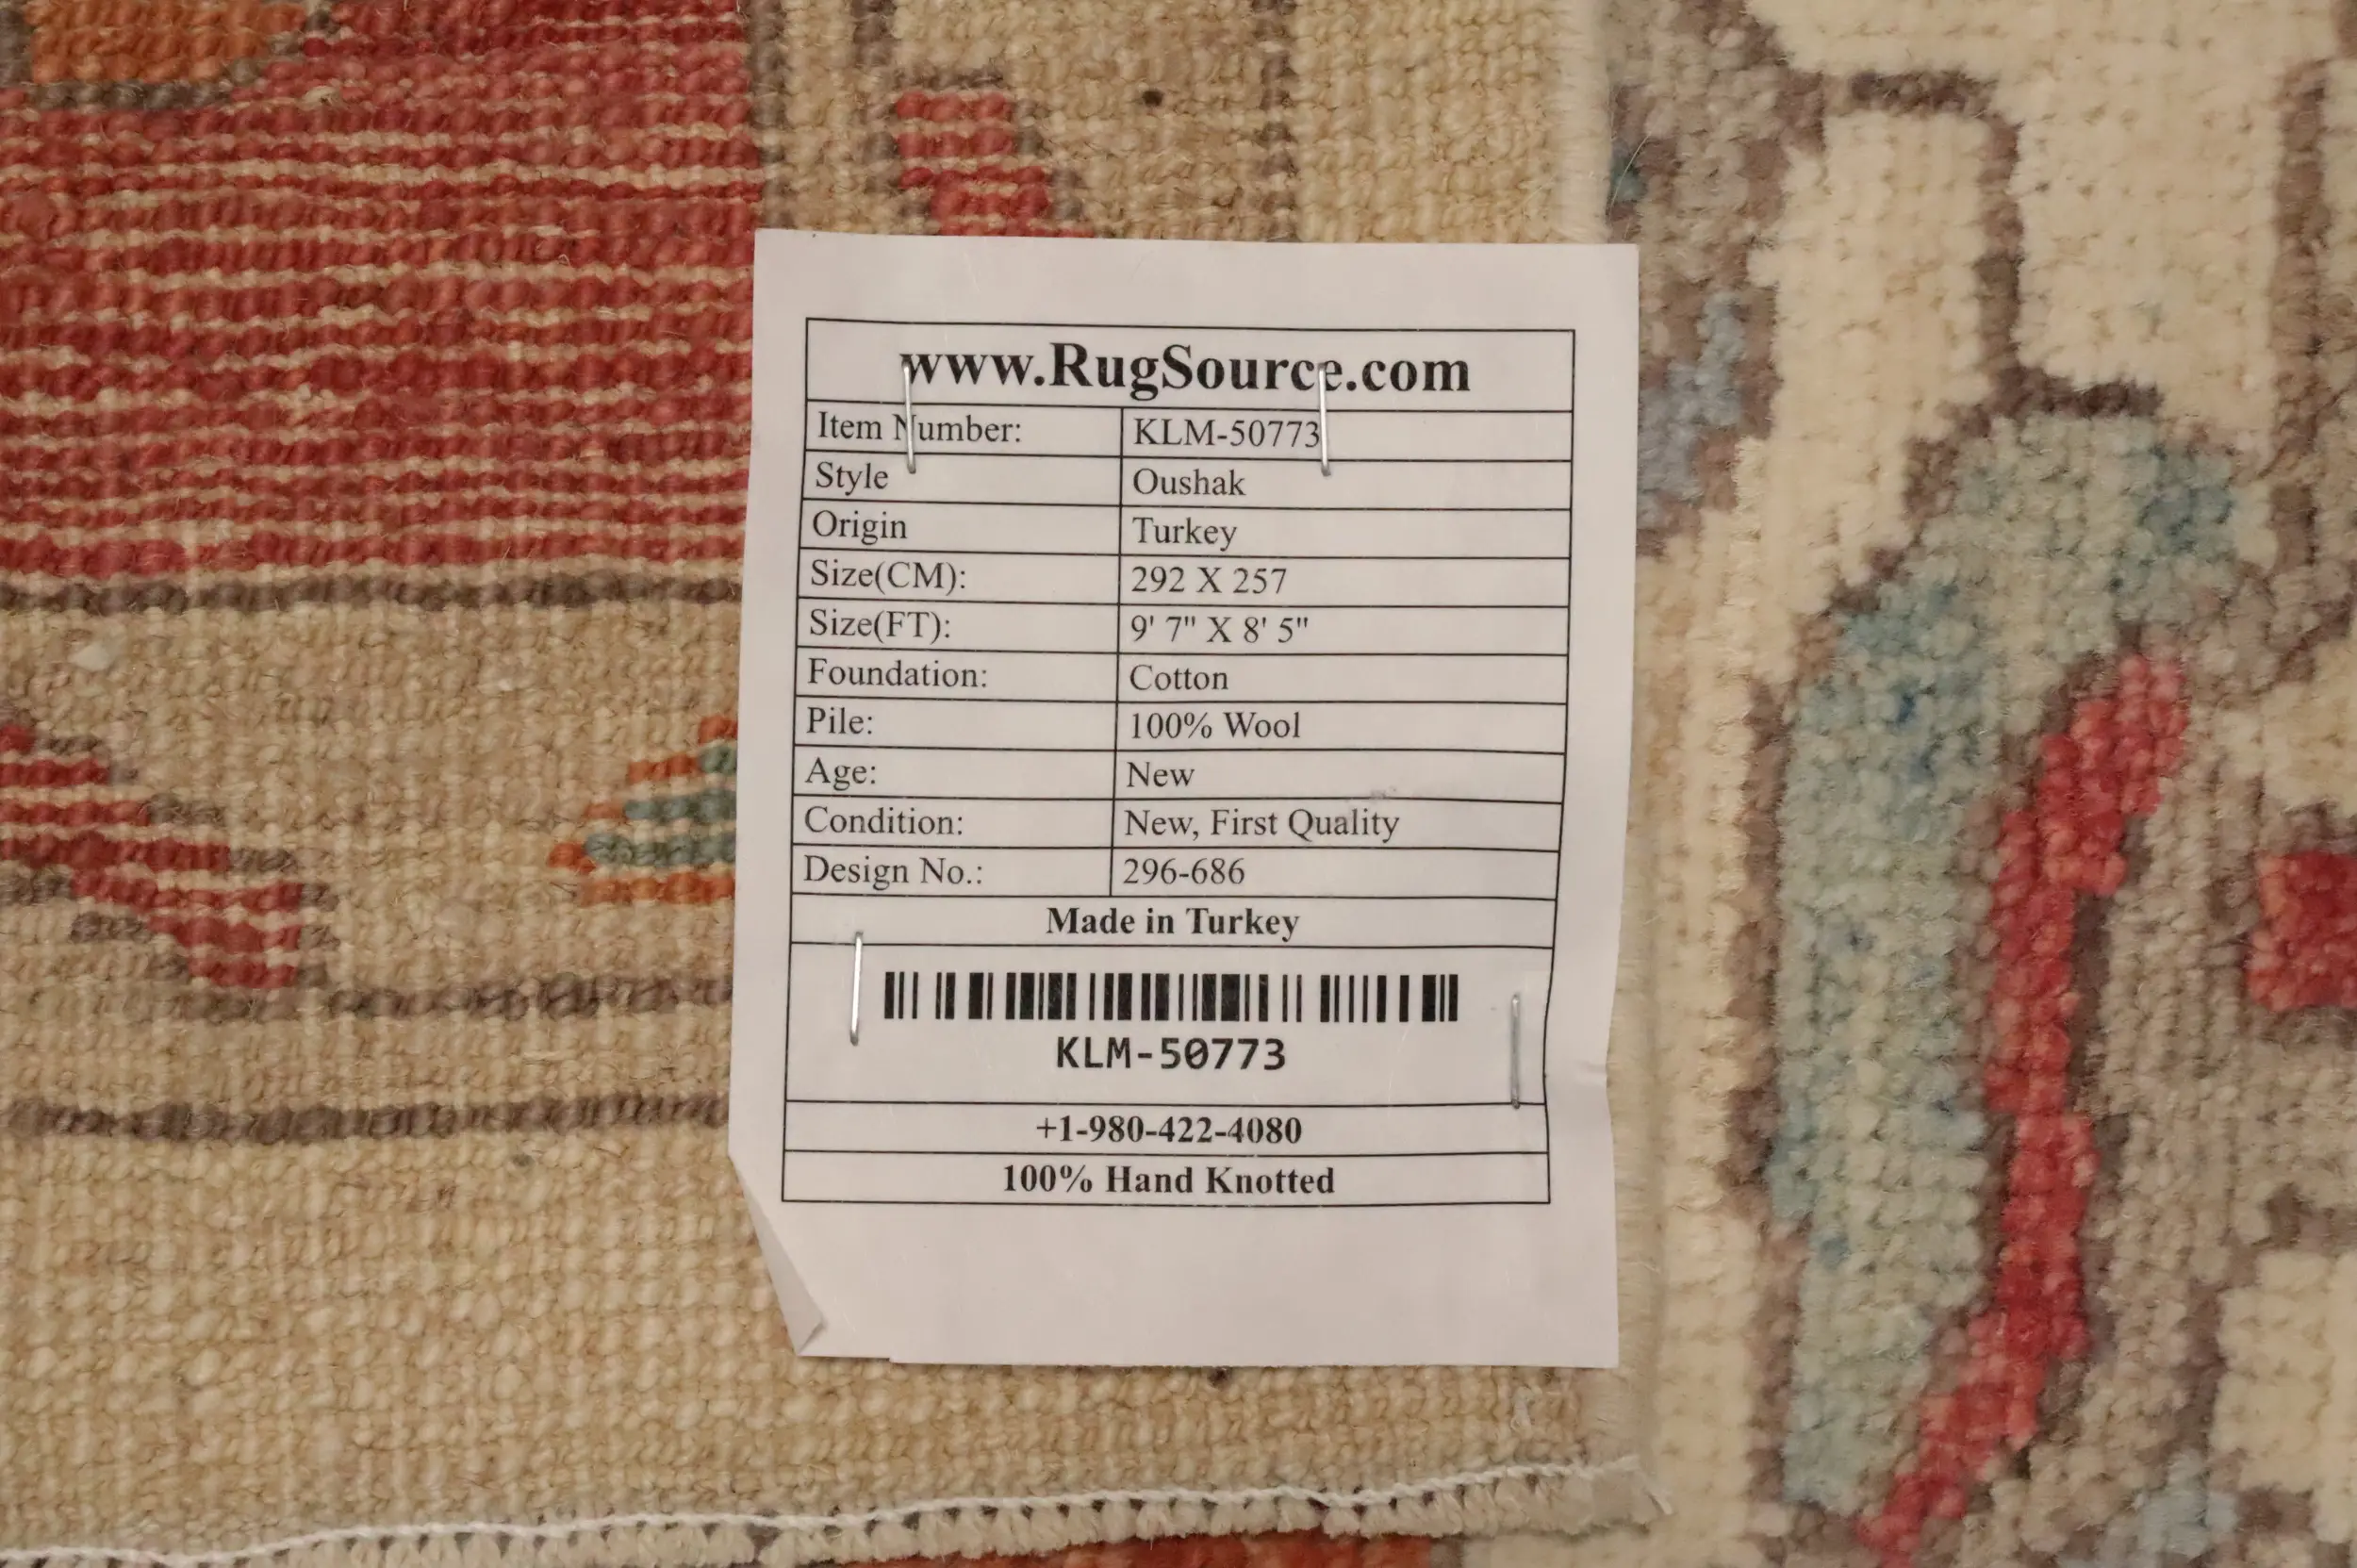 www.RugSource.com
Item Number: KLM-50773
Style Oushak
Origin Turkey
Size(CM): 292 X 257
Size(FT): 9' 7" X 8' 5"
Foundation: Cotton
Pile: 100% Wool
Age: New
Condition: New, First Quality
Design No.: 296-686
Made in Turkey
KLM-50773
+1-980-422-4080
100% Hand Knotted